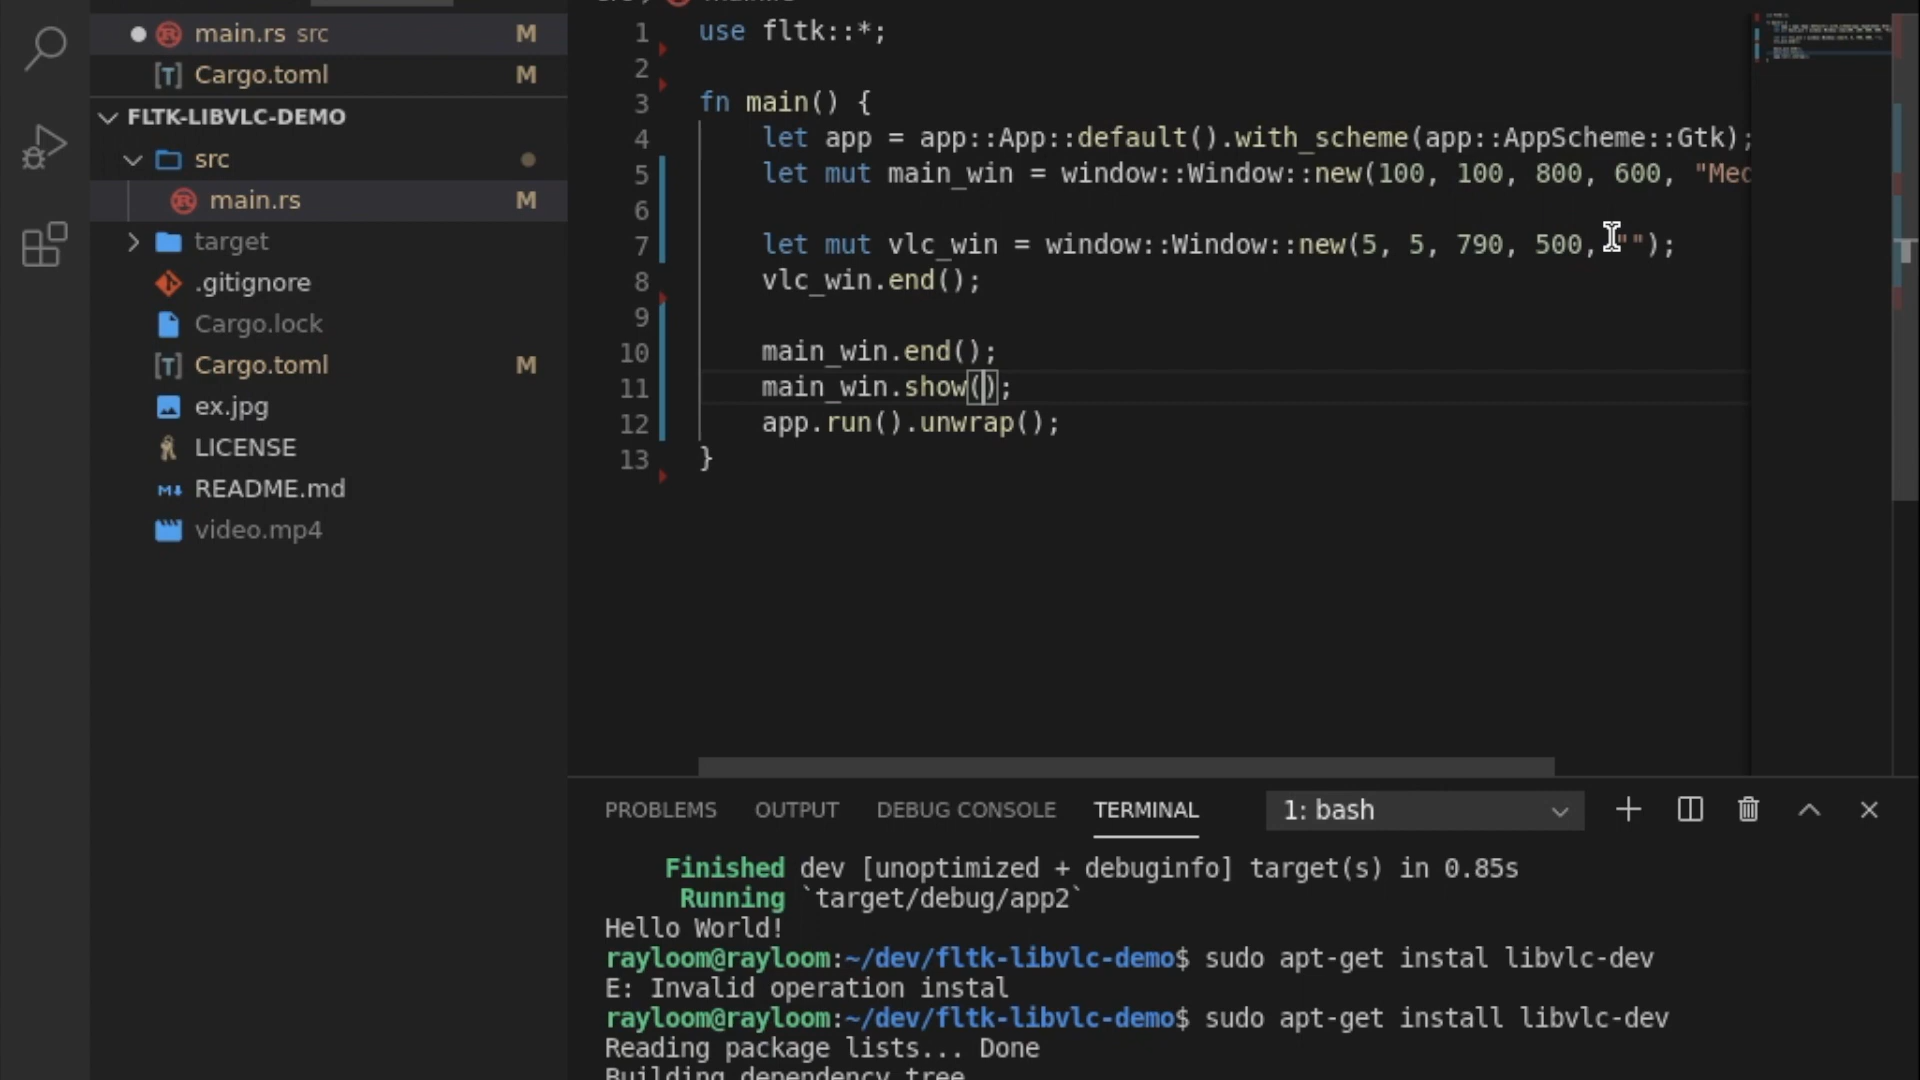 main.rs src M
Cargo.toml M
FLTK-LIBVLC-DEMO
src
main.rs M
target
.gitignore
Cargo.lock
Cargo.toml M
ex.jpg
LICENSE
README.md
video.mp4
1 use fltk::*;
2
3 fn main() {
4 let app = app::App::default().with_scheme(app::AppScheme::Gtk);
5 let mut main_win = window::Window::new(100, 100, 800, 600, "Med
6
7 let mut vlc_win = window::Window::new(5, 5, 790, 500, "");
8 vlc_win.end();
9
10 main_win.end();
11 main_win.show();
12 app.run().unwrap();
13 }
PROBLEMS OUTPUT DEBUG CONSOLE TERMINAL 1: bash
Finished dev [unoptimized + debuginfo] target(s) in 0.85s
Running `target/debug/app2`
Hello World!
rayloom@rayloom:~/dev/fltk-libvlc-demo$ sudo apt-get instal libvlc-dev
E: Invalid operation instal
rayloom@rayloom:~/dev/fltk-libvlc-demo$ sudo apt-get install libvlc-dev
Reading package lists... Done
Building dependency tree